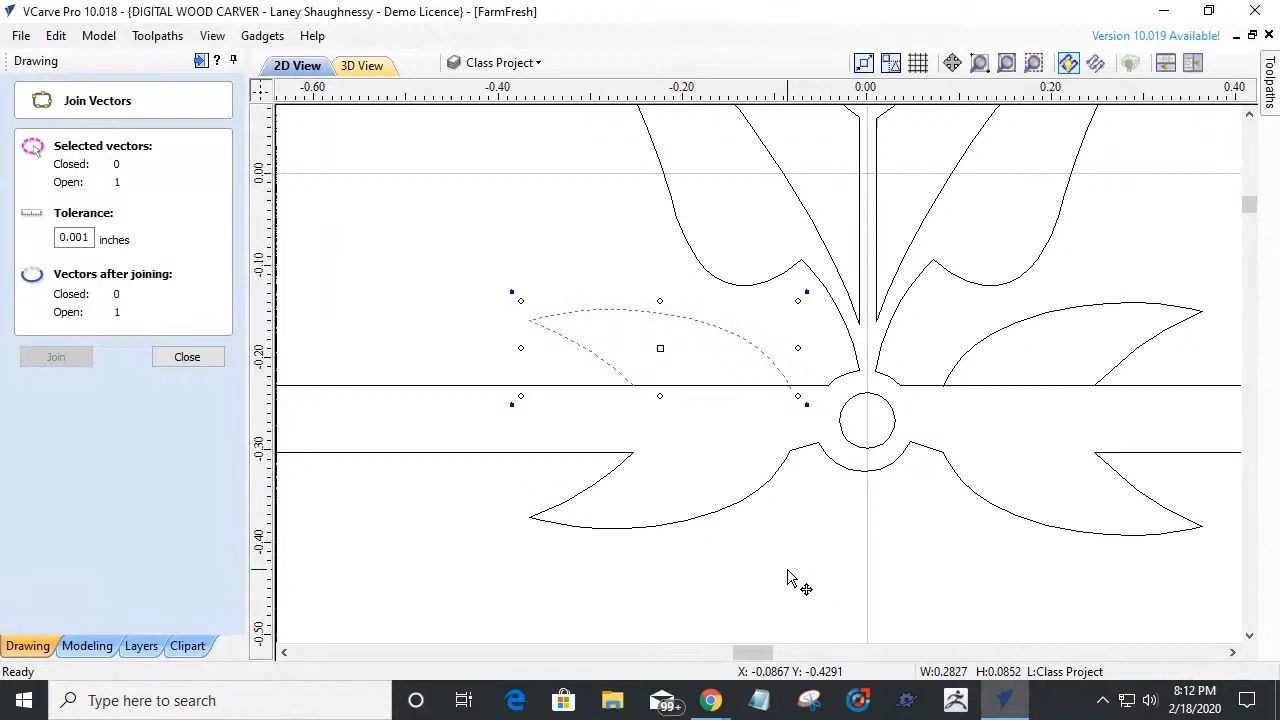 VCarve Pro 10.018 - {DIGITAL WOOD CARVER - Laney Shaughnessy - Demo Licence} - [FarmFresh]
File Edit Model Toolpaths View Gadgets Help Version 10.019 Available!
Drawing ?
2D View 3D View Class Project
Join Vectors
-0.60 -0.40 -0.20 0.00 0.20 0.40
Selected vectors:
Closed: 0
Open: 1
Tolerance:
0.001 inches
Vectors after joining:
Closed: 0
Open: 1
Join Close
0.00
-0.10
-0.20
-0.30
-0.40
-0.50
Toolpaths
Drawing Modeling Layers Clipart
Ready X: -0.0867 Y: -0.4291 W:0.2827 H:0.0852 L:Class Project
Type here to search 99+ 8:12 PM
2/18/2020